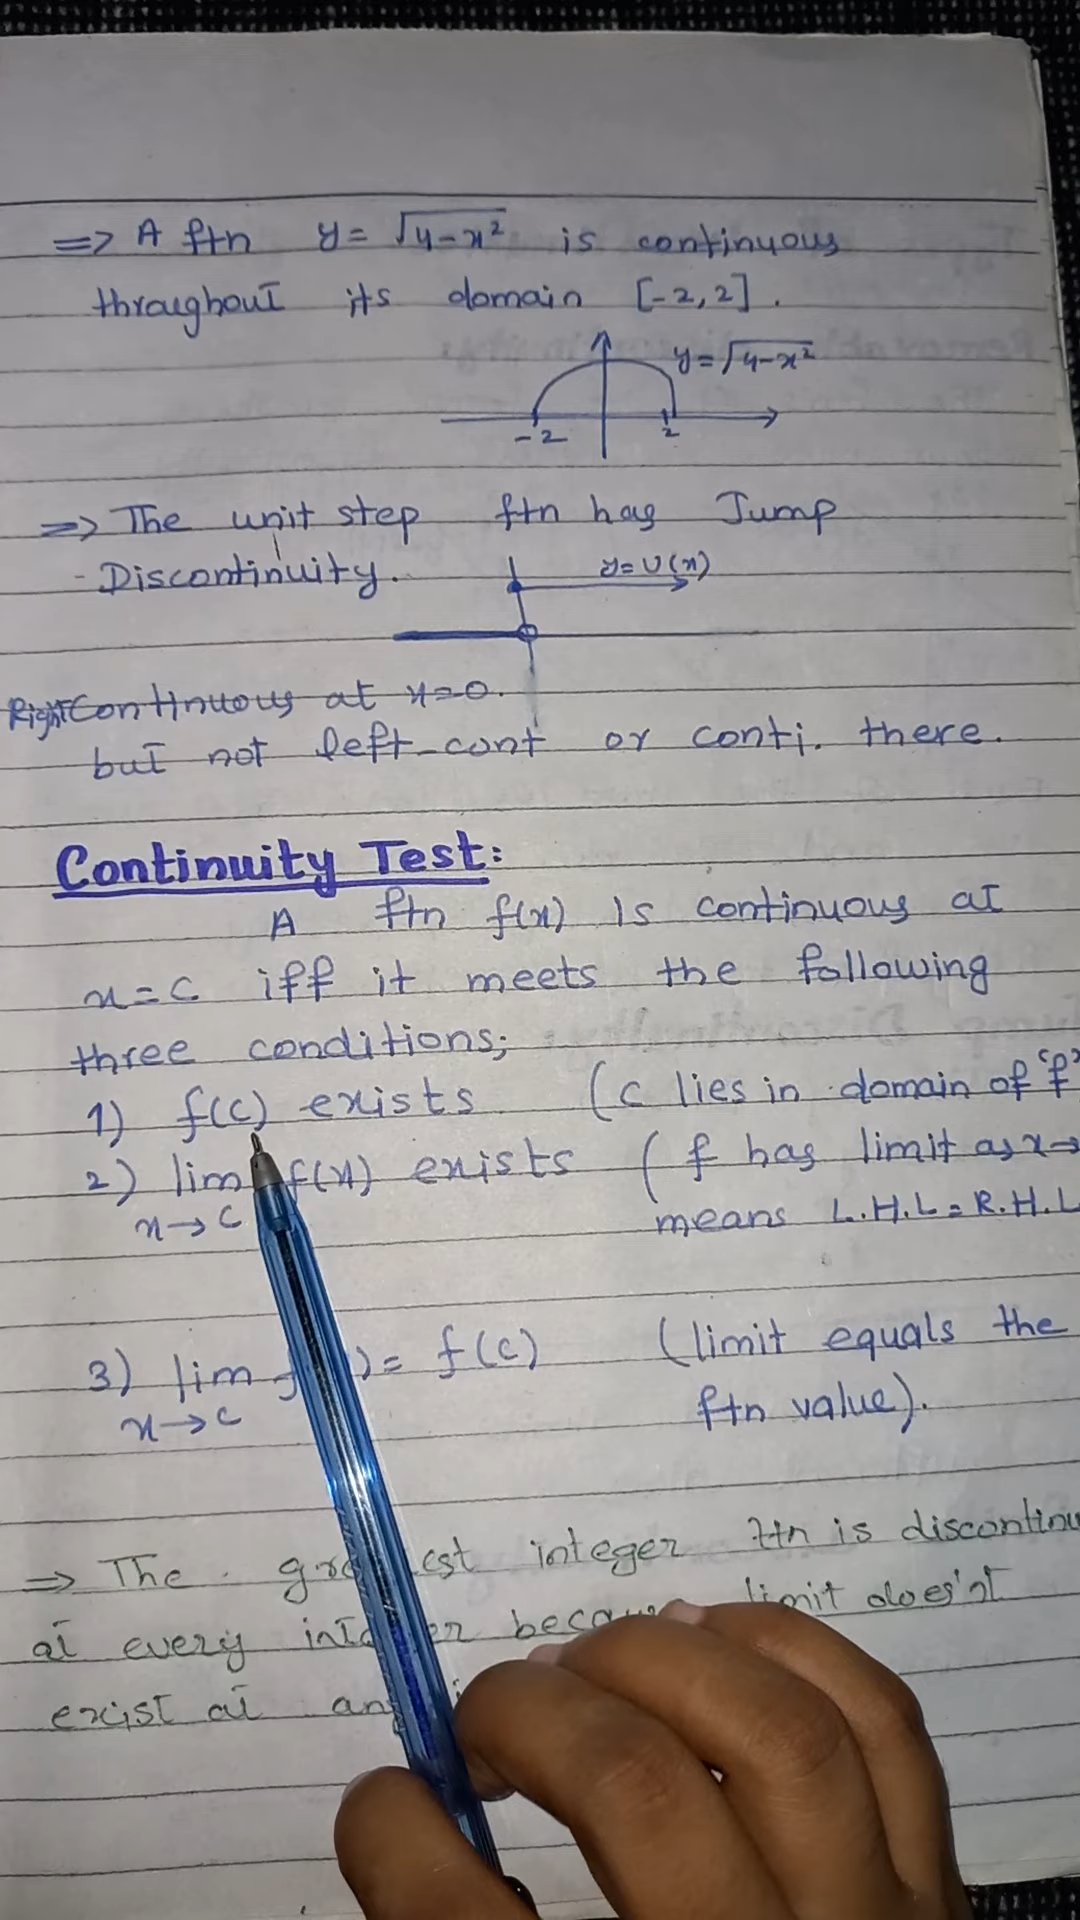 => A ftn y = √4-x² is continuous
throughout its domain [-2, 2].
y = √4-x²
-2 2
=> The unit step ftn has Jump
Discontinuity.
y = U(x)
Right Continuous at x=0.
but not left-cont or conti. there.
Continuity Test:
A ftn f(x) is continuous at
x = c iff it meets the following
three conditions;
1) f(c) exists (c lies in domain of 'f'
2) lim f(x) exists ( f has limit as x→
x→c means L.H.L = R.H.L
3) lim f ) = f(c) (limit equals the
x→c ftn value).
=> The integer ftn is discontinu
at every limit does't
exist at